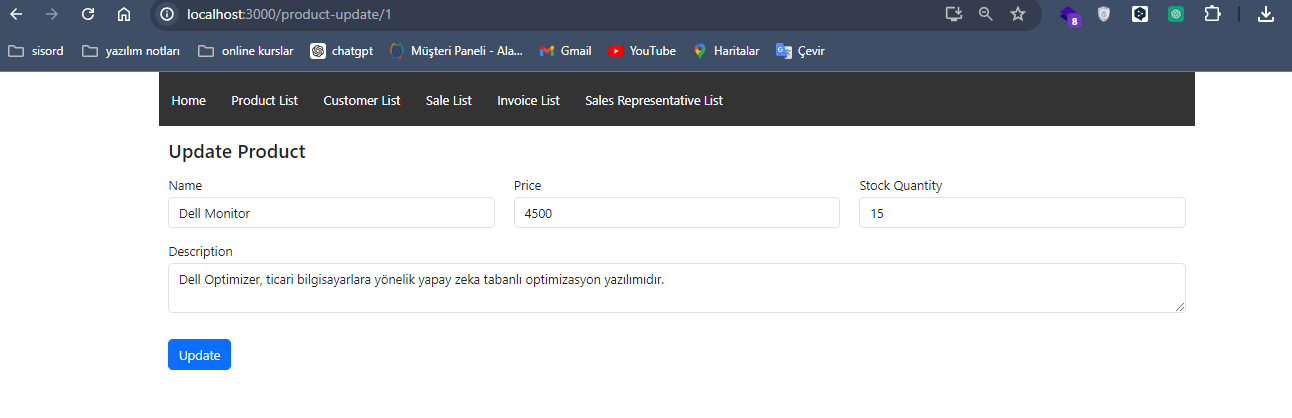 localhost:3000/product-update/1
8
sisord yazılım notları online kurslar chatgpt Müşteri Paneli - Ala... Gmail YouTube Haritalar Çevir
Home Product List Customer List Sale List Invoice List Sales Representative List
Update Product
Name Price Stock Quantity
Dell Monitor 4500 15
Description
Dell Optimizer, ticari bilgisayarlara yönelik yapay zeka tabanlı optimizasyon yazılımıdır.
Update